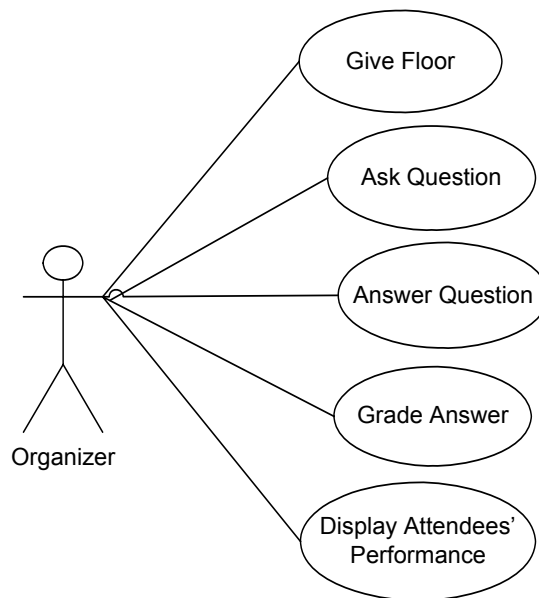 Give Floor
Ask Question
Answer Question
Grade Answer
Organizer
Display Attendees’
Performance